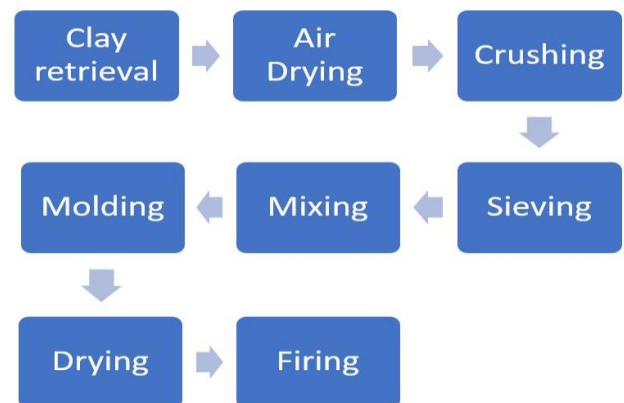 Clay
retrieval
Air
Drying
Crushing
Molding
Mixing
Sieving
Drying
Firing